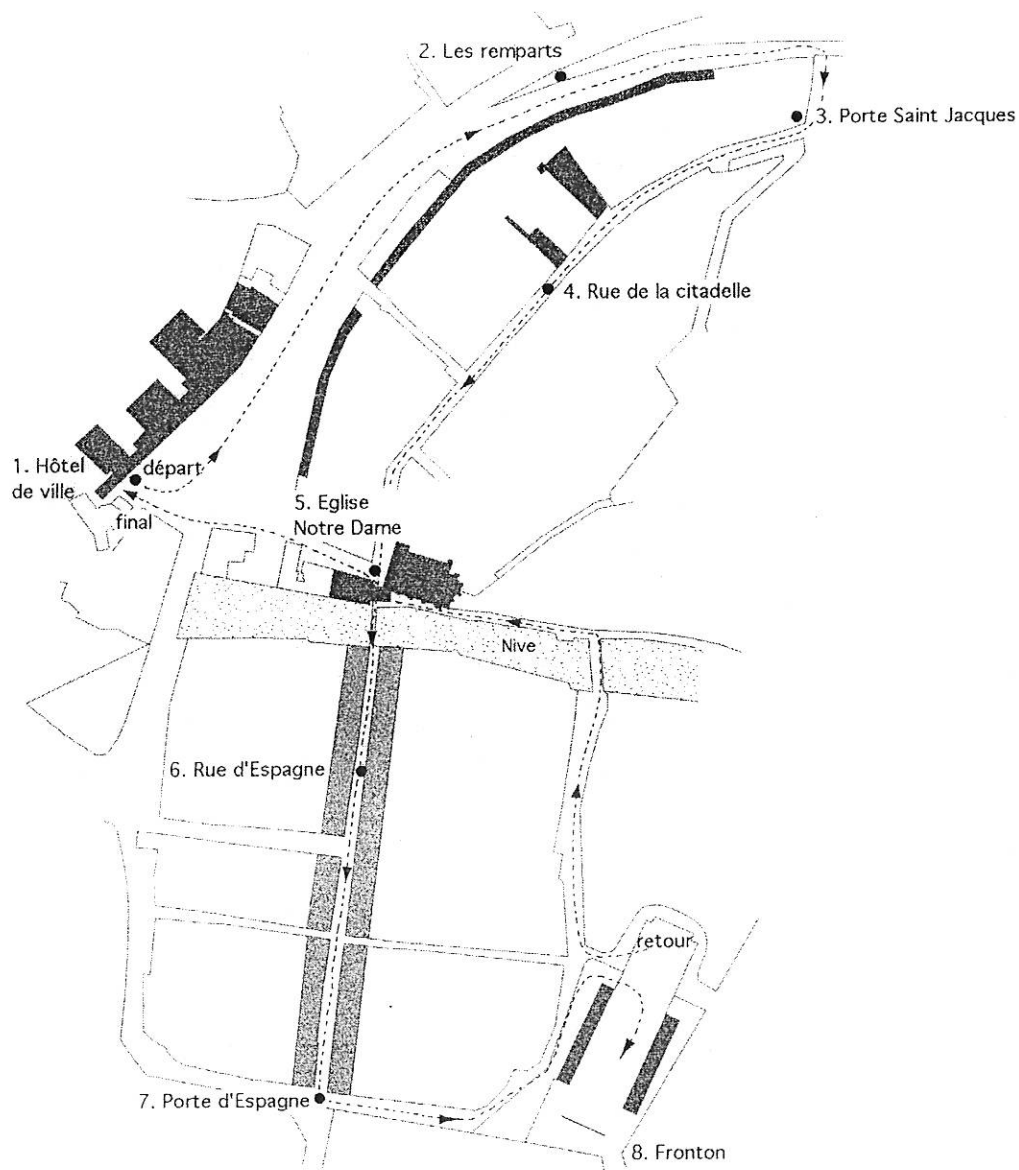 2. Les remparts
3. Porte Saint Jacques
4. Rue de la citadelle
1. Hôtel
de ville
départ
final
5. Eglise
Notre Dame
Nive
6. Rue d'Espagne
retour
7. Porte d'Espagne
8. Fronton